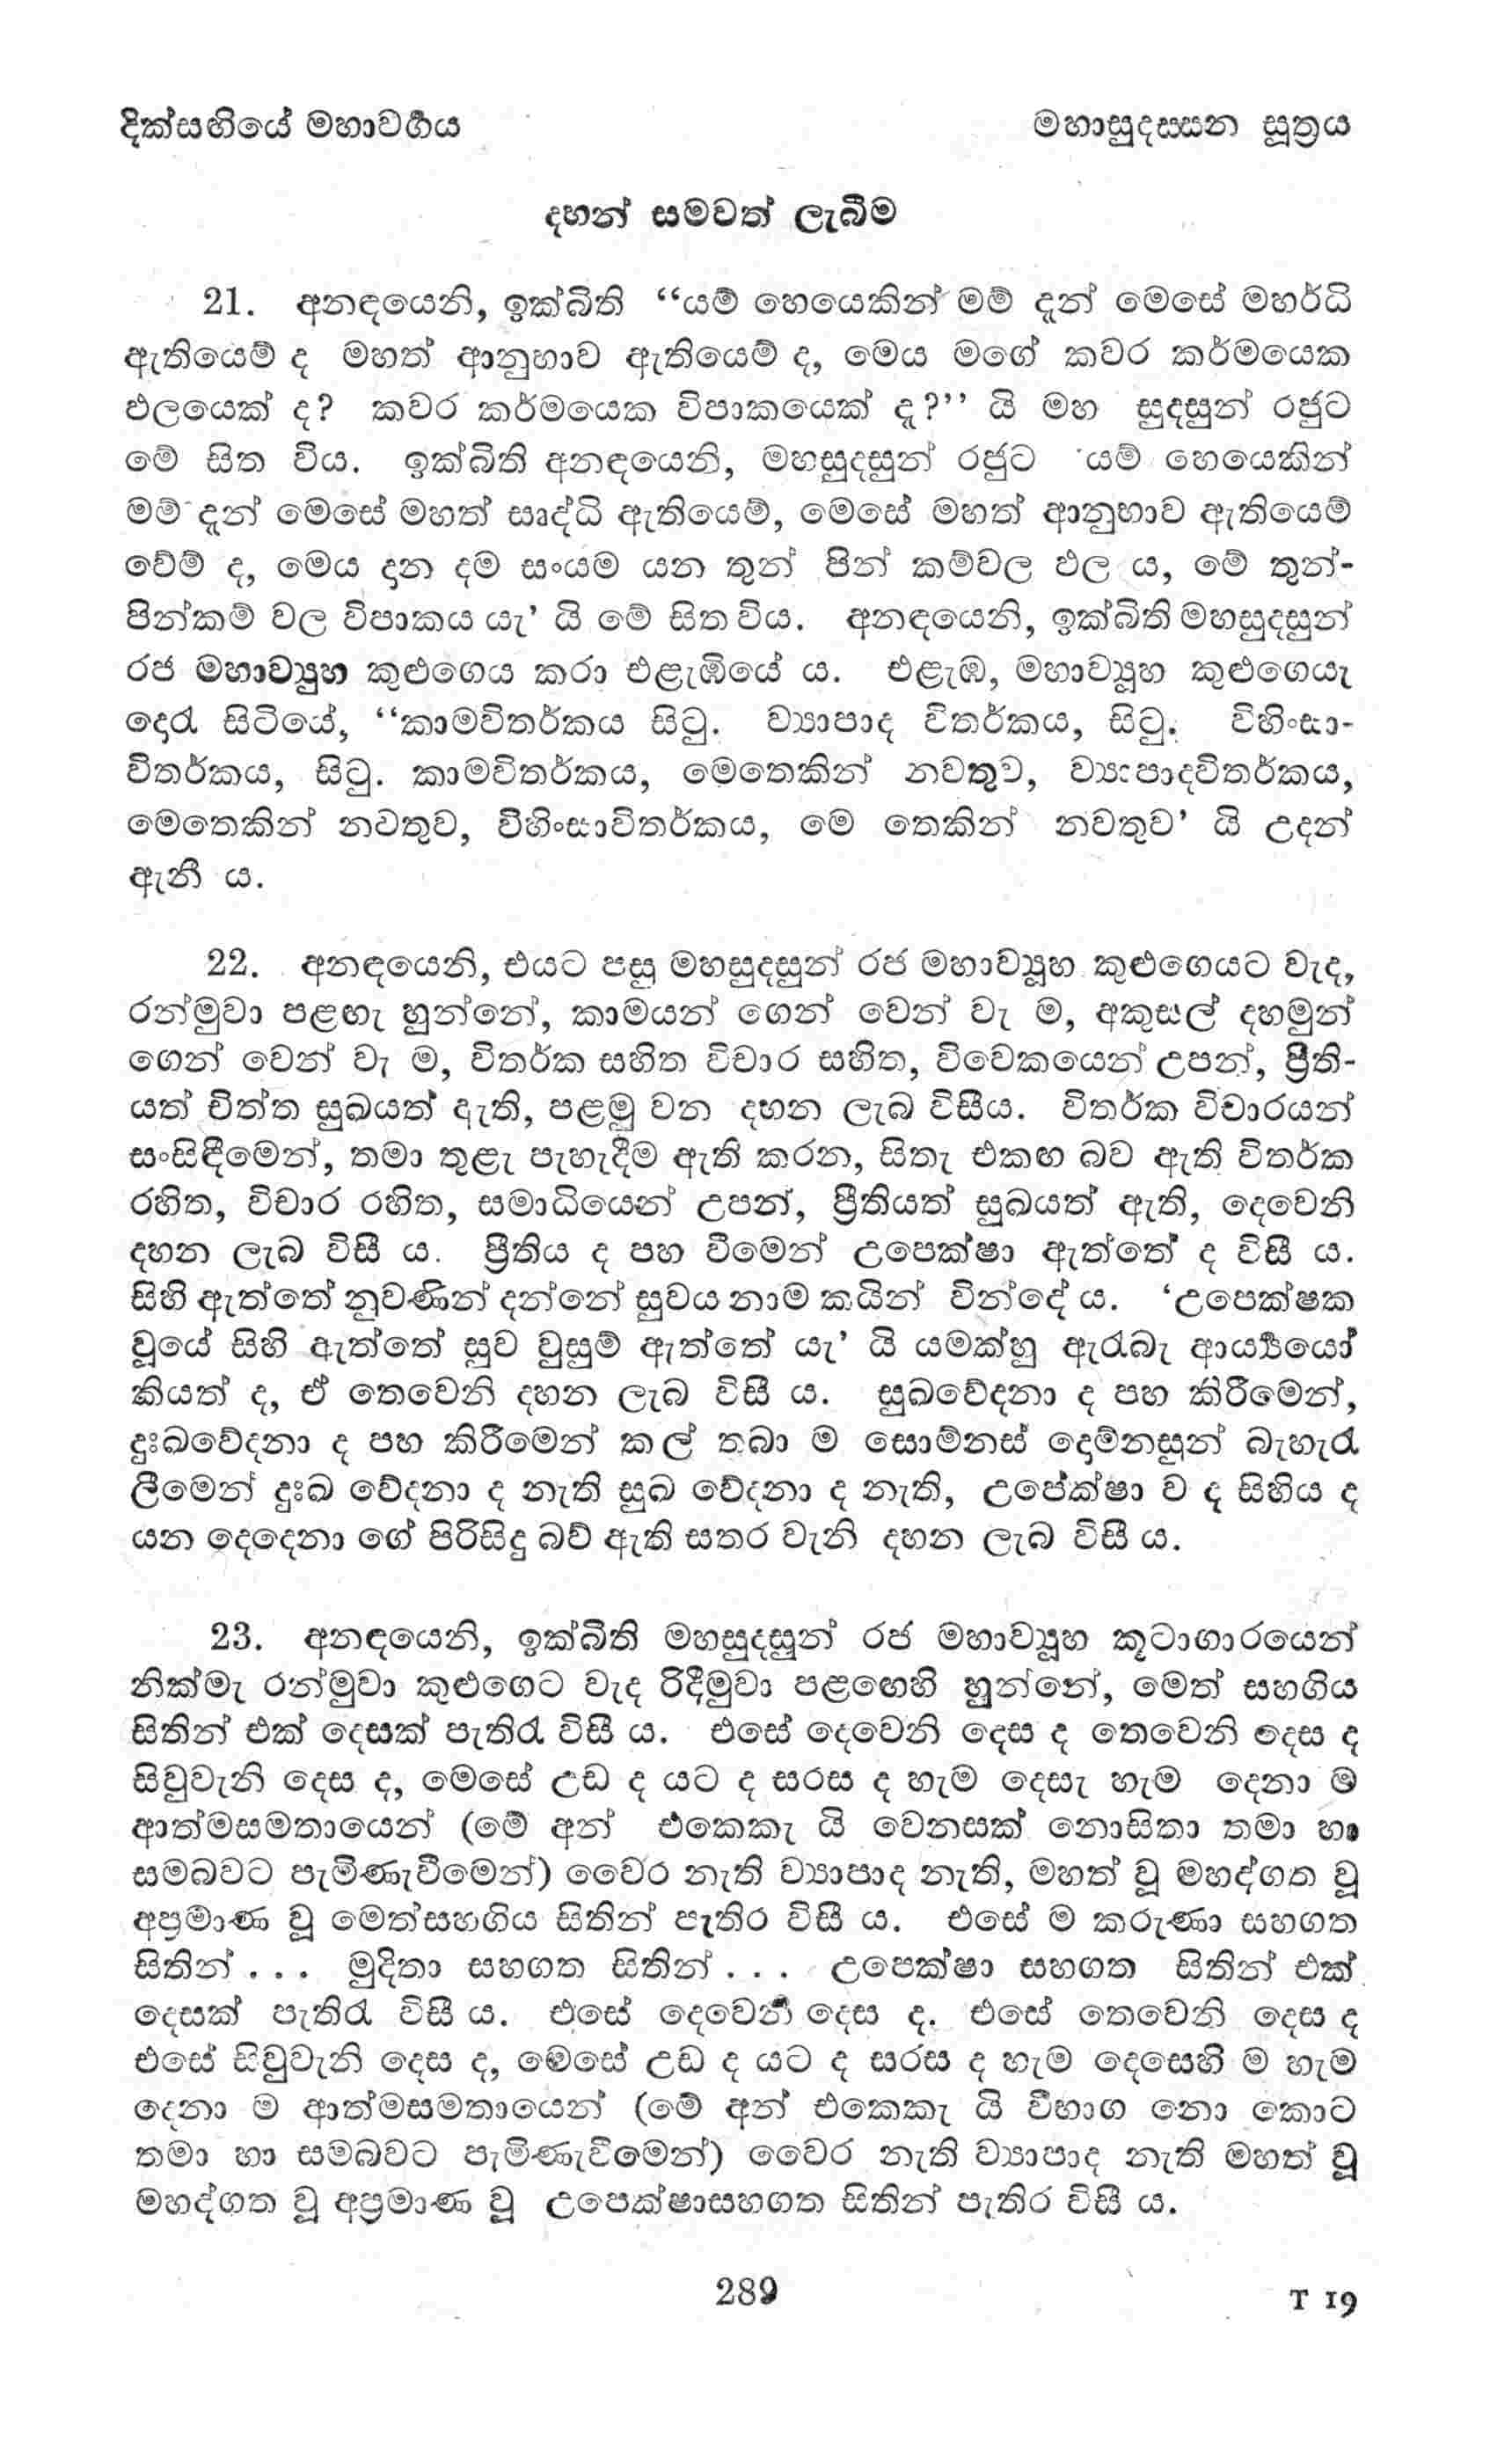 දික්සඟියේ මහාවර්‍ගය
මහාසුදස්සන සූත්‍රය
දහන් සමවත් ලැබීම
21. අනඳයෙනි, ඉක්බිති “යම් හෙයෙකින් මම් දැන් මෙසේ මහර්ධි
ඇතියෙම් ද මහත් ආනුභාව ඇතියෙම් ද, මෙය මගේ කවර කර්මයෙක
ඵලයෙක් ද? කවර කර්මයෙක විපාකයෙක් දැ?’’ යි මහ සුදසුන් රජුට
මේ සිත විය. ඉක්බිති අනඳයෙනි, මහසුදසුන් රජුට ‘යම් හෙයෙකින්
මම් දැන් මෙසේ මහත් සෘද්ධි ඇතියෙම්, මෙසේ මහත් ආනුභාව ඇතියෙම්
වේම් ද, මෙය දාන දම සංයම යන තුන් පින් කම්වල ඵල ය, මේ තුන්-
පින්කම් වල විපාකය යැ’ යි මේ සිත විය. අනඳයෙනි, ඉක්බිති මහසුදසුන්
රජ මහාව්‍යුහ කුළුගෙය කරා එළැඹියේ ය. එළැඹ, මහාව්‍යූහ කුළුගෙයැ
දොරැ සිටියේ, “කාමවිතර්කය සිටු. ව්‍යාපාද විතර්කය, සිටු. විහිංසා-
විතර්කය, සිටු. කාමවිතර්කය, මෙතෙකින් නවතුව, ව්‍යාපාදවිතර්කය,
මෙතෙකින් නවතුව, විහිංසාවිතර්කය, මෙ තෙකින් නවතුව’ යි උදන්
ඇනී ය.
22. අනඳයෙනි, එයට පසු මහසුදසුන් රජ මහාව්‍යූහ කුළුගෙයට වැද,
රන්මුවා පළඟැ හුන්නේ, කාමයන් ගෙන් වෙන් වැ ම, අකුසල් දහමුන්
ගෙන් වෙන් වැ ම, විතර්ක සහිත විචාර සහිත, විවෙකයෙන් උපන්, ප්‍රීති-
යත් චිත්ත සුඛයත් ඇති, පළමු වන දහන ලැබ විසීය. විතර්ක විචාරයන්
සංසිඳීමෙන්, තමා තුළැ පැහැදීම ඇති කරන, සිතැ එකඟ බව ඇති විතර්ක
රහිත, විචාර රහිත, සමාධියෙන් උපන්, ප්‍රීතියත් සුඛයත් ඇති, දෙවෙනි
දහන ලැබ විසී ය. ප්‍රීතිය ද පහ වීමෙන් උපෙක්ෂා ඇත්තේ ද විසී ය.
සිහි ඇත්තේ නුවණින් දන්නේ සුවය නාම කයින් වින්දේ ය. ‘උපෙක්ෂක
වූයේ සිහි ඇත්තේ සුව වුසුම් ඇත්තේ යැ’ යි යමක්හු ඇරැබැ ආර්‍ය්‍යයෝ
කියත් ද, ඒ තෙවෙනි දහන ලැබ විසී ය. සුඛවේදනා ද පහ කිරීමෙන්,
දුඃඛවේදනා ද පහ කිරීමෙන් කල් තබා ම සොම්නස් දොම්නසුන් බැහැරැ
ලීමෙන් දුඃඛ වේදනා ද නැති සුඛ වේදනා ද නැති, උපේක්ෂා ව ද සිහිය ද
යන දෙදෙනා ගේ පිරිසිදු බව් ඇති සතර වැනි දහන ලැබ විසී ය.
23. අනඳයෙනි, ඉක්බිති මහසුදසුන් රජ මහාව්‍යූහ කූටාගාරයෙන්
නික්මැ රන්මුවා කුළුගෙට වැද රිදීමුවා පළඟෙහි හුන්නේ, මෙත් සහගිය
සිතින් එක් දෙසක් පැතිරැ විසී ය. එසේ දෙවෙනි දෙස ද තෙවෙනි දෙස ද
සිවුවැනි දෙස ද, මෙසේ උඩ ද යට ද සරස ද හැම දෙසැ හැම දෙනා ම
ආත්මසමතායෙන් (මේ අන් එකෙකැ යි වෙනසක් නොසිතා තමා හා
සමබවට පැමිණැවීමෙන්) වෛර නැති ව්‍යාපාද නැති, මහත් වූ මහද්ගත වූ
අප්‍රමාණ වූ මෙත්සහගිය සිතින් පැතිර විසී ය. එසේ ම කරුණා සහගත
සිතින් . . . මුදිතා සහගත සිතින් . . . උපෙක්ෂා සහගත සිතින් එක්
දෙසක් පැතිරැ විසී ය. එසේ දෙවෙනි දෙස ද. එසේ තෙවෙනි දෙස ද
එසේ සිවුවැනි දෙස ද, මෙසේ උඩ ද යට ද සරස ද හැම දෙසෙහි ම හැම
දෙනා ම ආත්මසමතායෙන් (මේ අන් එකෙකැ යි විභාග නො කොට
තමා හා සමබවට පැමිණැවීමෙන්) වෛර නැති ව්‍යාපාද නැති මහත් වූ
මහද්ගත වූ අප්‍රමාණ වූ උපෙක්ෂාසහගත සිතින් පැතිර විසී ය.
289
T 19